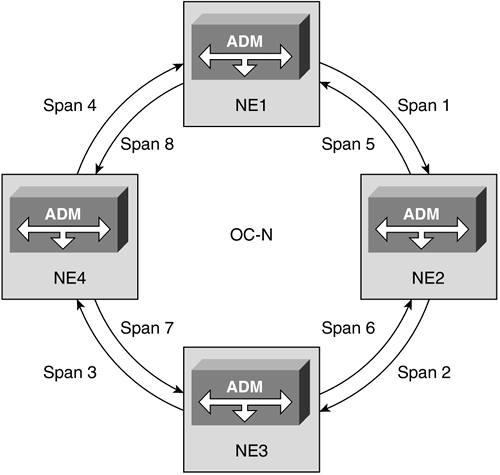 ADM
NE1
Span 4
Span 1
Span 8
Span 5
ADM
NE4
OC-N
ADM
NE2
Span 7
Span 6
Span 3
Span 2
ADM
NE3